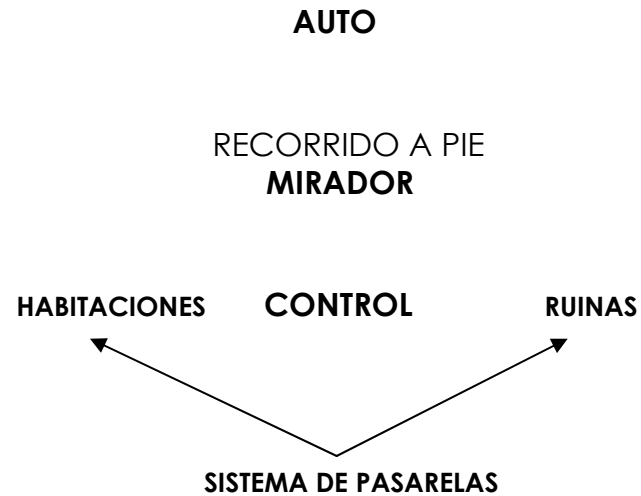 AUTO
RECORRIDO A PIE
MIRADOR
HABITACIONES CONTROL RUINAS
SISTEMA DE PASARELAS